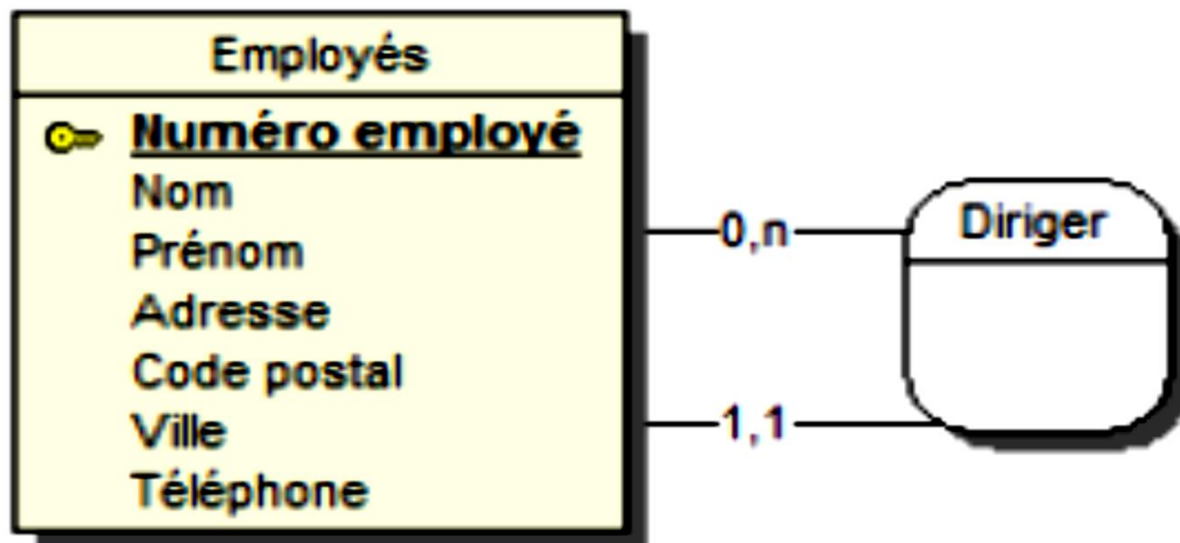 Employés
Numéro employé
Nom
Prénom
Adresse
Code postal
Ville
Téléphone
0,n
Diriger
1,1